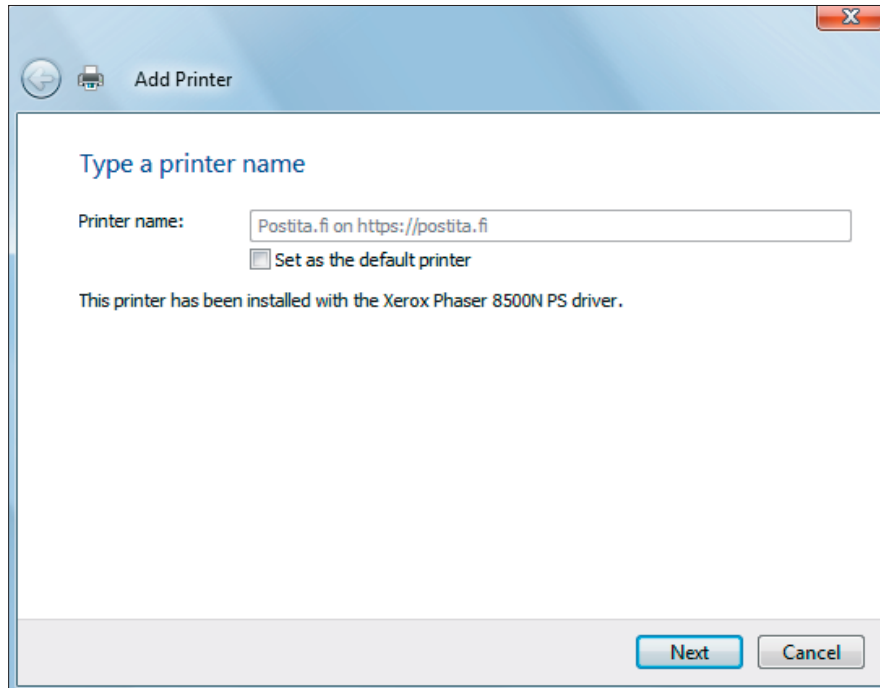 Add Printer
Type a printer name
Printer name: Postita.fi on https://postita.fi
Set as the default printer
This printer has been installed with the Xerox Phaser 8500N PS driver.
Next Cancel